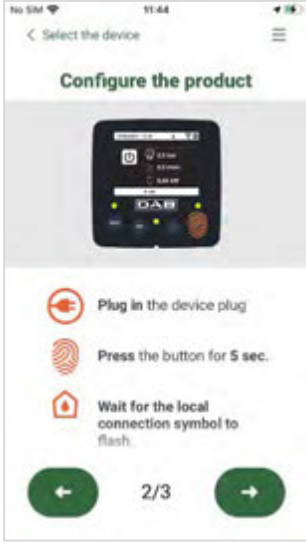 No SIM 11:44
Select the device
Configure the product
DAB
Plug in the device plug
Press the button for 5 sec.
Wait for the local
connection symbol to
flash.
2/3